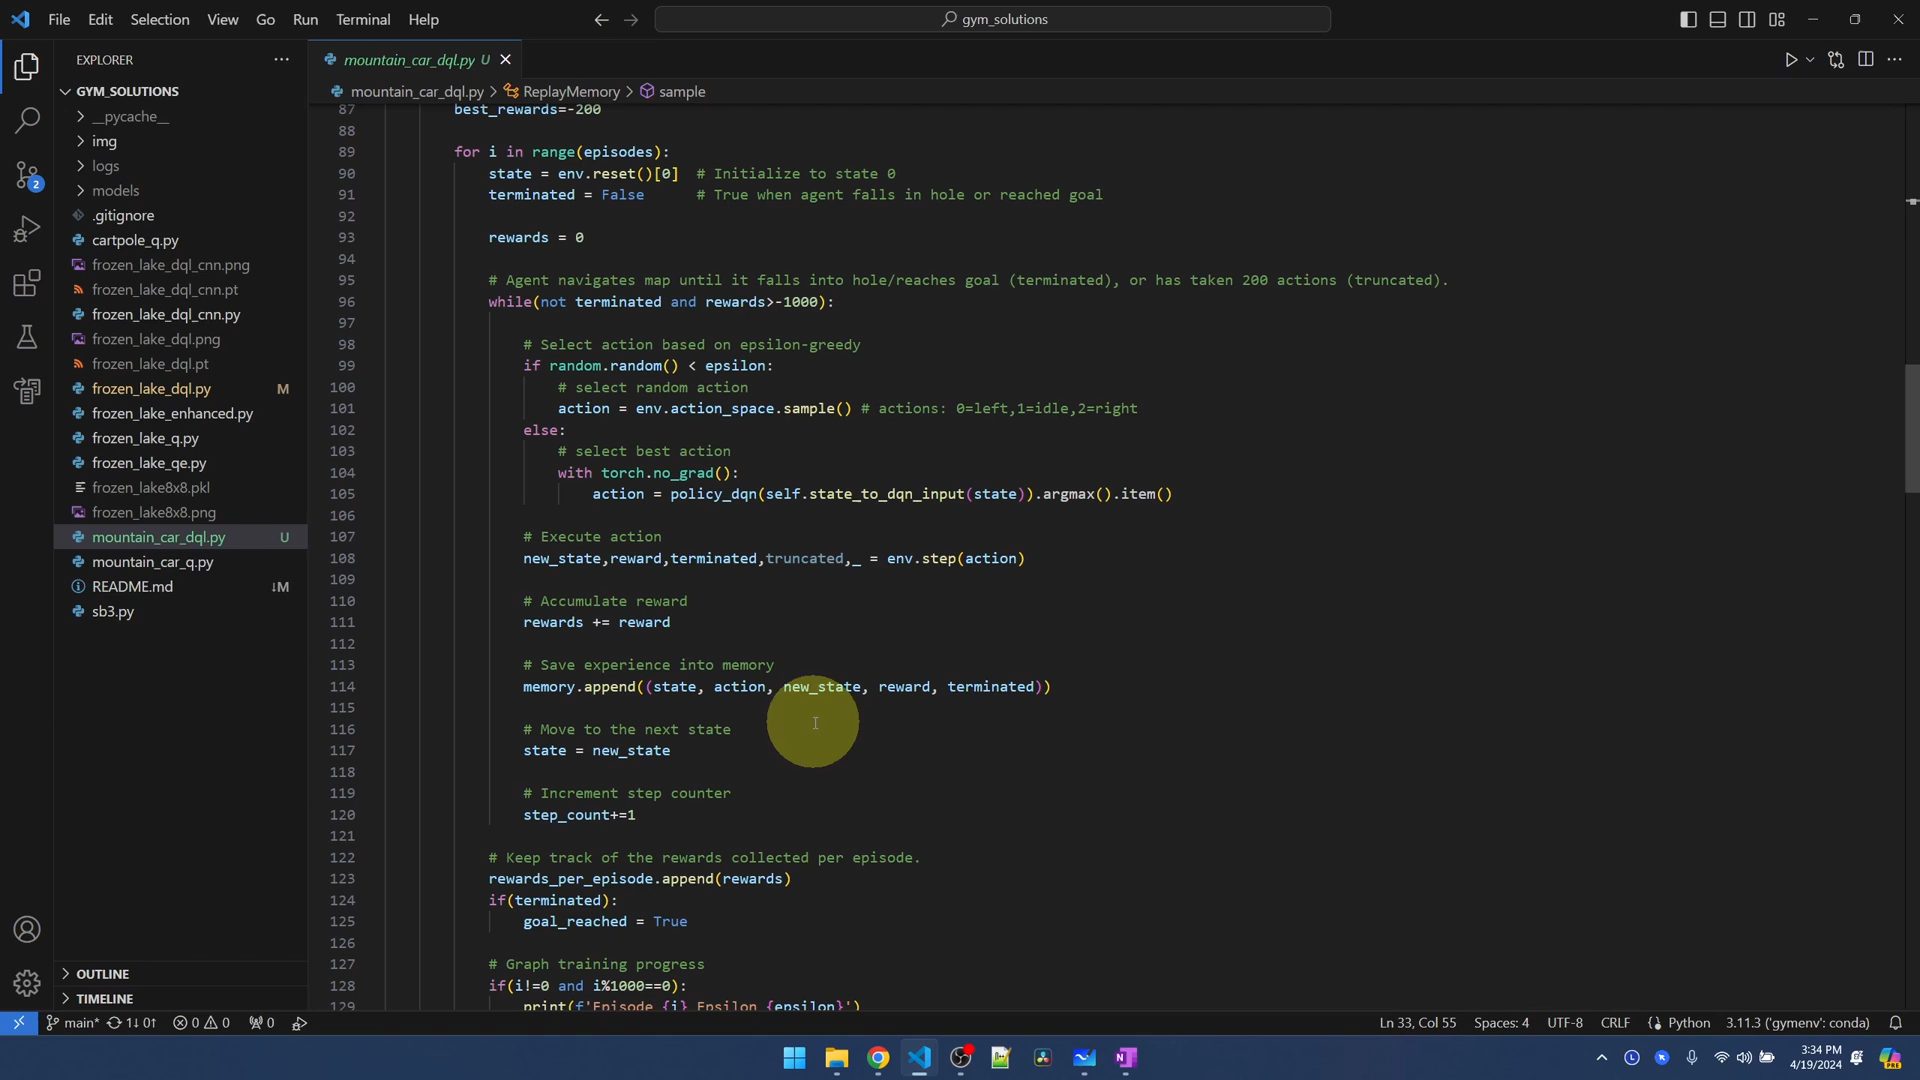 File Edit Selection View Go Run Terminal Help
gym_solutions
EXPLORER
mountain_car_dql.py U
GYM_SOLUTIONS
mountain_car_dql.py > ReplayMemory > sample
__pycache__
img
logs
models
.gitignore
cartpole_q.py
frozen_lake_dql_cnn.png
frozen_lake_dql_cnn.pt
frozen_lake_dql_cnn.py
frozen_lake_dql.png
frozen_lake_dql.pt
frozen_lake_dql.py M
frozen_lake_enhanced.py
frozen_lake_q.py
frozen_lake_qe.py
frozen_lake8x8.pkl
frozen_lake8x8.png
mountain_car_dql.py U
mountain_car_q.py
README.md ↓M
sb3.py
OUTLINE
TIMELINE
2
87 best_rewards=-200
88
89 for i in range(episodes):
90 state = env.reset()[0] # Initialize to state 0
91 terminated = False # True when agent falls in hole or reached goal
92
93 rewards = 0
94
95 # Agent navigates map until it falls into hole/reaches goal (terminated), or has taken 200 actions (truncated).
96 while(not terminated and rewards>-1000):
97
98 # Select action based on epsilon-greedy
99 if random.random() < epsilon:
100 # select random action
101 action = env.action_space.sample() # actions: 0=left,1=idle,2=right
102 else:
103 # select best action
104 with torch.no_grad():
105 action = policy_dqn(self.state_to_dqn_input(state)).argmax().item()
106
107 # Execute action
108 new_state,reward,terminated,truncated,_ = env.step(action)
109
110 # Accumulate reward
111 rewards += reward
112
113 # Save experience into memory
114 memory.append((state, action, new_state, reward, terminated))
115
116 # Move to the next state
117 state = new_state
118
119 # Increment step counter
120 step_count+=1
121
122 # Keep track of the rewards collected per episode.
123 rewards_per_episode.append(rewards)
124 if(terminated):
125 goal_reached = True
126
127 # Graph training progress
128 if(i!=0 and i%1000==0):
129 print(f'Episode {i} Epsilon {epsilon}')
main* 1↓ 0↑ 0 0 0 Ln 33, Col 55 Spaces: 4 UTF-8 CRLF Python 3.11.3 ('gymenv': conda)
3:34 PM
4/19/2024
PRE